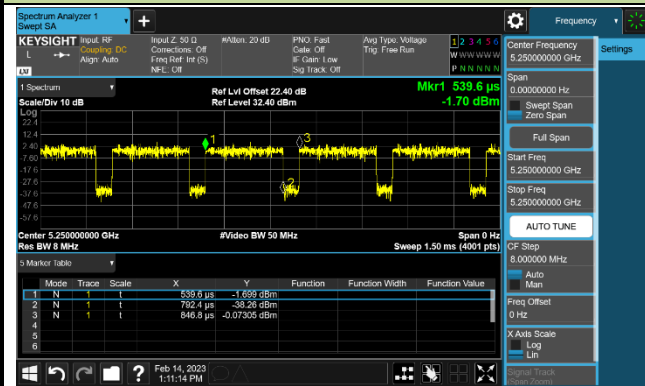 Spectrum Analyzer 1
Swept SA
Frequency
KEYSIGHT
L
LXI
Input: RF
Coupling: DC
Align: Auto
Input Z: 50 Ω
Corrections: Off
Freq Ref: Int (S)
NFE: Off
#Atten: 20 dB
PNO: Fast
Gate: Off
IF Gain: Low
Sig Track: Off
Avg Type: Voltage
Trig: Free Run
1 2 3 4 5 6
W W W W W W
P N N N N N
Center Frequency
5.250000000 GHz
Settings
Span
0.00000000 Hz
Swept Span
Zero Span
Full Span
Start Freq
5.250000000 GHz
Stop Freq
5.250000000 GHz
AUTO TUNE
CF Step
8.000000 MHz
Auto
Man
Freq Offset
0 Hz
X Axis Scale
Log
Lin
Signal Track
(Span Zoom)
1 Spectrum
Scale/Div 10 dB
Ref Lvl Offset 22.40 dB
Ref Level 32.40 dBm
Mkr1 539.6 µs
-1.70 dBm
Log
22.4
12.4
2.40
-7.60
-17.6
-27.6
-37.6
-47.6
-57.6
1
2
3
Center 5.250000000 GHz
Res BW 8 MHz
#Video BW 50 MHz
Span 0 Hz
Sweep 1.50 ms (4001 pts)
5 Marker Table
Mode Trace Scale X Y Function Function Width Function Value
1 N 1 t 539.6 µs -1.699 dBm
2 N 1 t 792.4 µs -38.26 dBm
3 N 1 t 846.8 µs -0.07305 dBm
4
5
6
Feb 14, 2023
1:11:14 PM